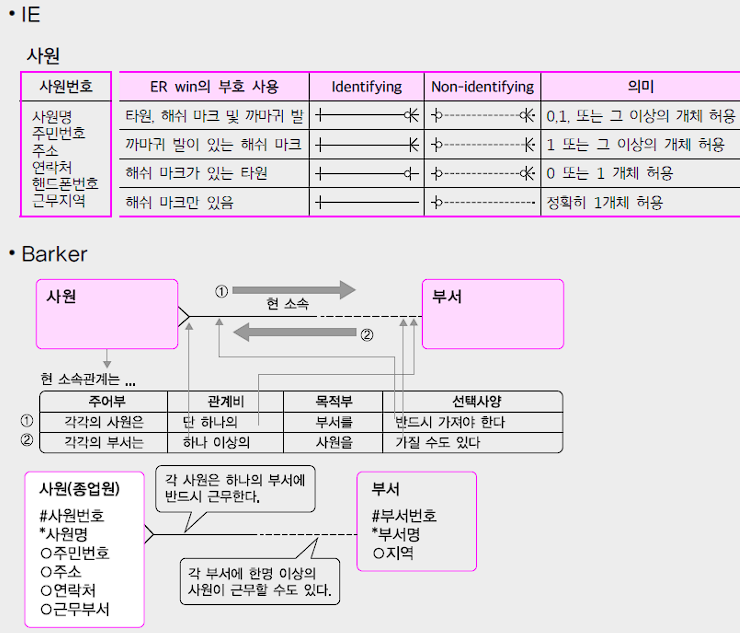 • IE
사원
사원번호
사원명
주민번호
주소
연락처
핸드폰번호
근무지역
ER win의 부호 사용 Identifying Non-identifying 의미
타원, 해쉬 마크 및 까마귀 발 0,1, 또는 그 이상의 개체 허용
까마귀 발이 있는 해쉬 마크 1 또는 그 이상의 개체 허용
해쉬 마크가 있는 타원 0 또는 1 개체 허용
해쉬 마크만 있음 정확히 1개체 허용
• Barker
사원 ① 현 소속 ② 부서
현 소속관계는 ...
주어부 관계비 목적부 선택사양
① 각각의 사원은 단 하나의 부서를 반드시 가져야 한다
② 각각의 부서는 하나 이상의 사원을 가질 수도 있다
사원(종업원)
#사원번호
*사원명
○주민번호
○주소
○연락처
○근무부서
각 사원은 하나의 부서에
반드시 근무한다.
각 부서에 한명 이상의
사원이 근무할 수도 있다.
부서
#부서번호
*부서명
○지역